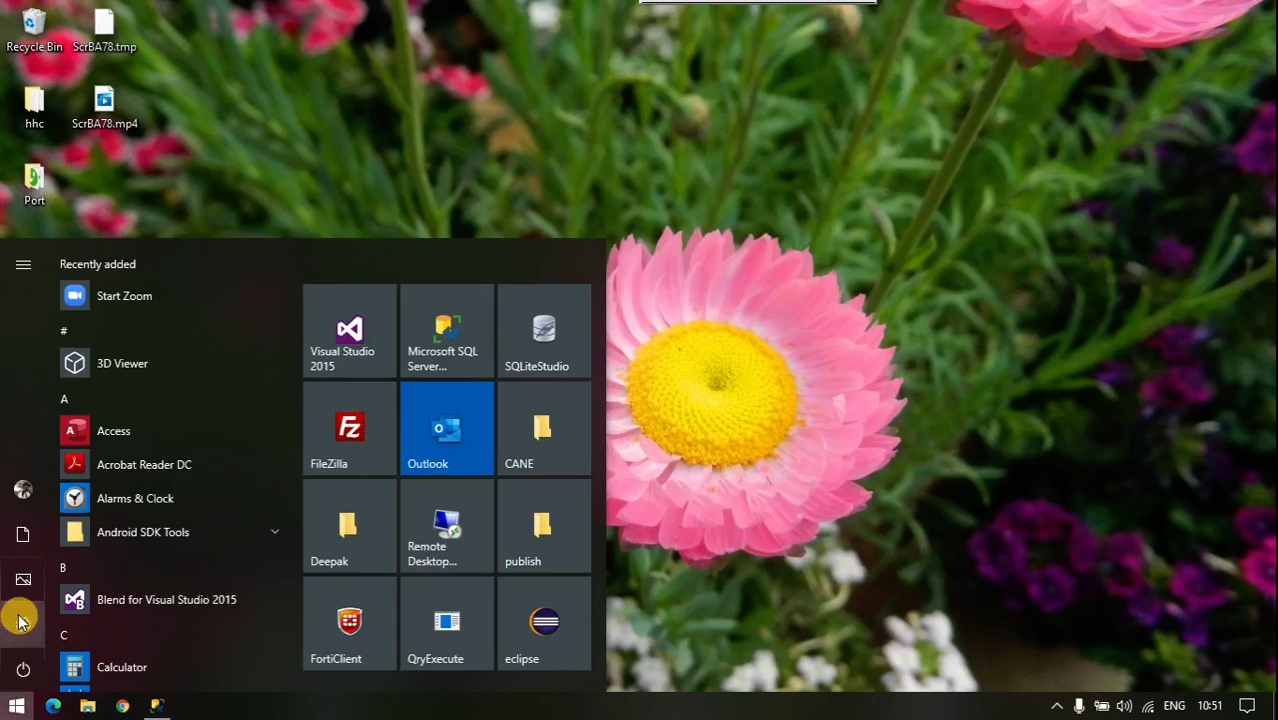 Recycle Bin
ScrBA78.tmp
hhc
ScrBA78.mp4
Port
Recently added
Start Zoom
#
3D Viewer
A
Access
Acrobat Reader DC
Alarms & Clock
Android SDK Tools
B
Blend for Visual Studio 2015
C
Calculator
Visual Studio
2015
Microsoft SQL
Server...
SQLiteStudio
FileZilla
Outlook
CANE
Deepak
Remote
Desktop...
publish
FortiClient
QryExecute
eclipse
ENG
10:51